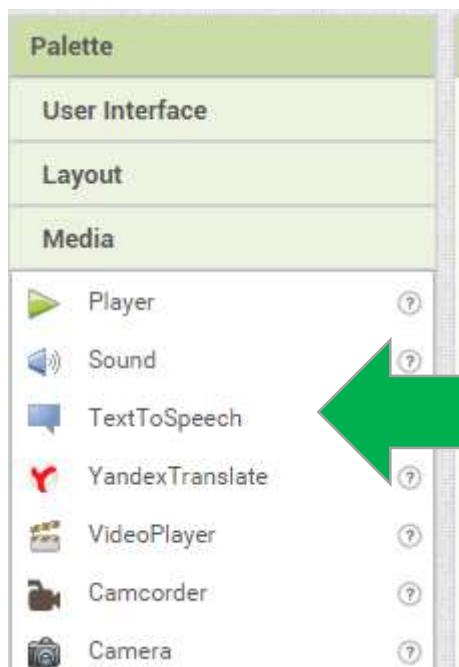 Palette
User Interface
Layout
Media
Player ?
Sound ?
TextToSpeech
YandexTranslate ?
VideoPlayer ?
Camcorder ?
Camera ?